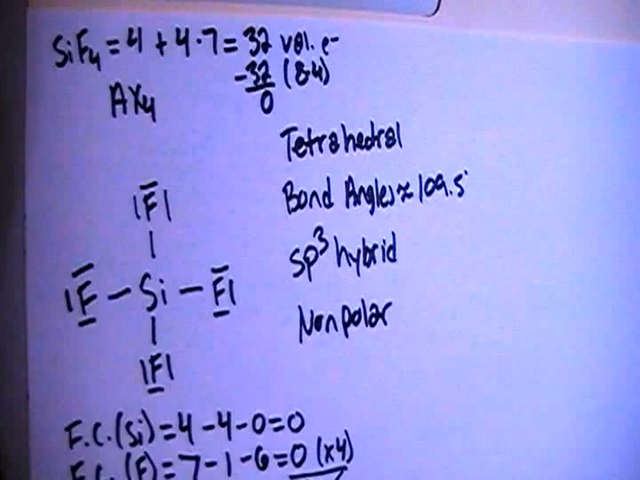 SiF4 = 4 + 4·7 = 32 val. e-
-32 (8·4)
0
AX4
Tetrahedral
Bond Angles ≈ 109.5°
sp³ hybrid
Nonpolar
|F|
|F – Si – F|
|F|
F.C.(Si) = 4 - 4 - 0 = 0
F.C.(F) = 7 - 1 - 6 = 0 (x4)